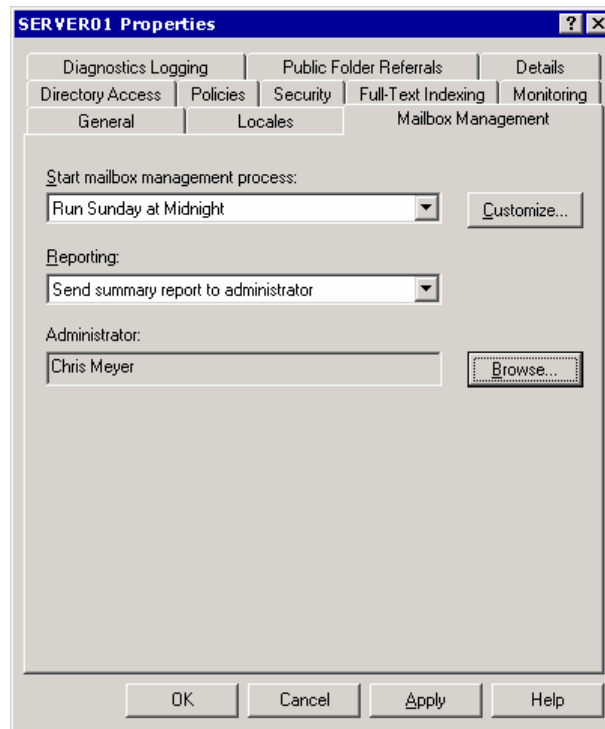 SERVER01 Properties
Diagnostics Logging Public Folder Referrals Details
Directory Access Policies Security Full-Text Indexing Monitoring
General Locales Mailbox Management
Start mailbox management process:
Run Sunday at Midnight Customize...
Reporting:
Send summary report to administrator
Administrator:
Chris Meyer Browse...
OK Cancel Apply Help